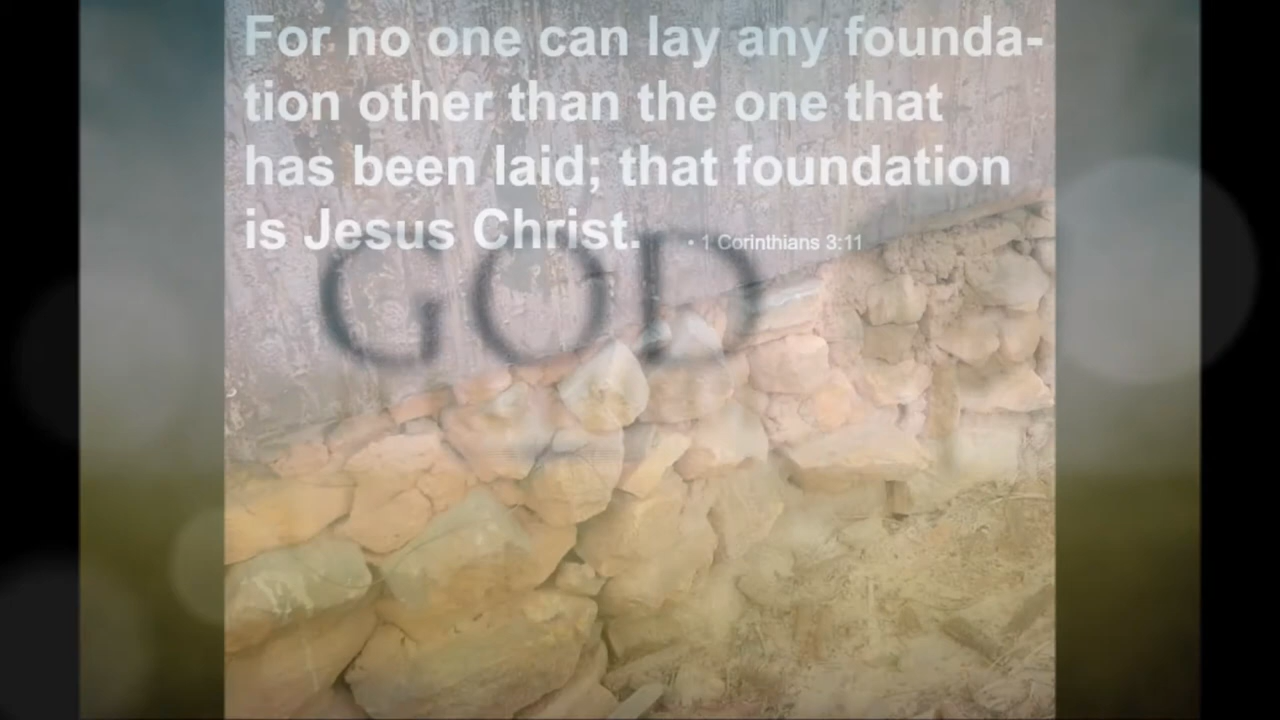 For no one can lay any founda-
tion other than the one that
has been laid; that foundation
is Jesus Christ. • 1 Corinthians 3:11
GOD